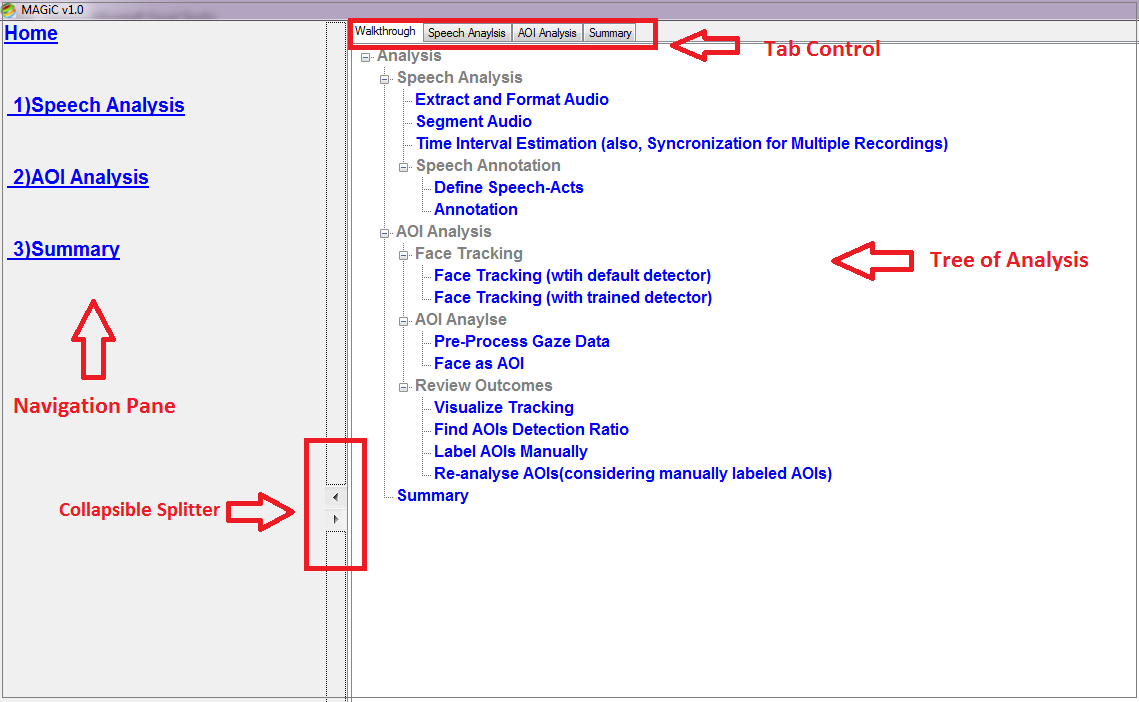 MAGiC v1.0
Home
1)Speech Analysis
2)AOI Analysis
3)Summary
Navigation Pane
Collapsible Splitter
Walkthrough Speech Anaylsis AOI Analysis Summary
Tab Control
Analysis
Speech Analysis
Extract and Format Audio
Segment Audio
Time Interval Estimation (also, Syncronization for Multiple Recordings)
Speech Annotation
Define Speech-Acts
Annotation
AOI Analysis
Face Tracking
Face Tracking (wtih default detector)
Face Tracking (with trained detector)
AOI Anaylse
Pre-Process Gaze Data
Face as AOI
Review Outcomes
Visualize Tracking
Find AOIs Detection Ratio
Label AOIs Manually
Re-analyse AOIs(considering manually labeled AOIs)
Summary
Tree of Analysis